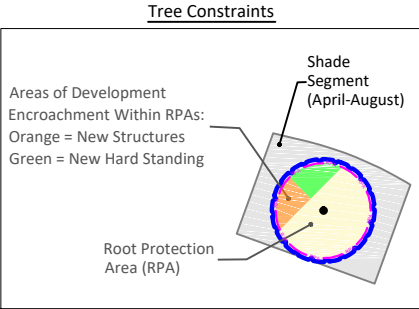 Tree Constraints
Shade
Segment
(April-August)
Areas of Development
Encroachment Within RPAs:
Orange = New Structures
Green = New Hard Standing
Root Protection
Area (RPA)